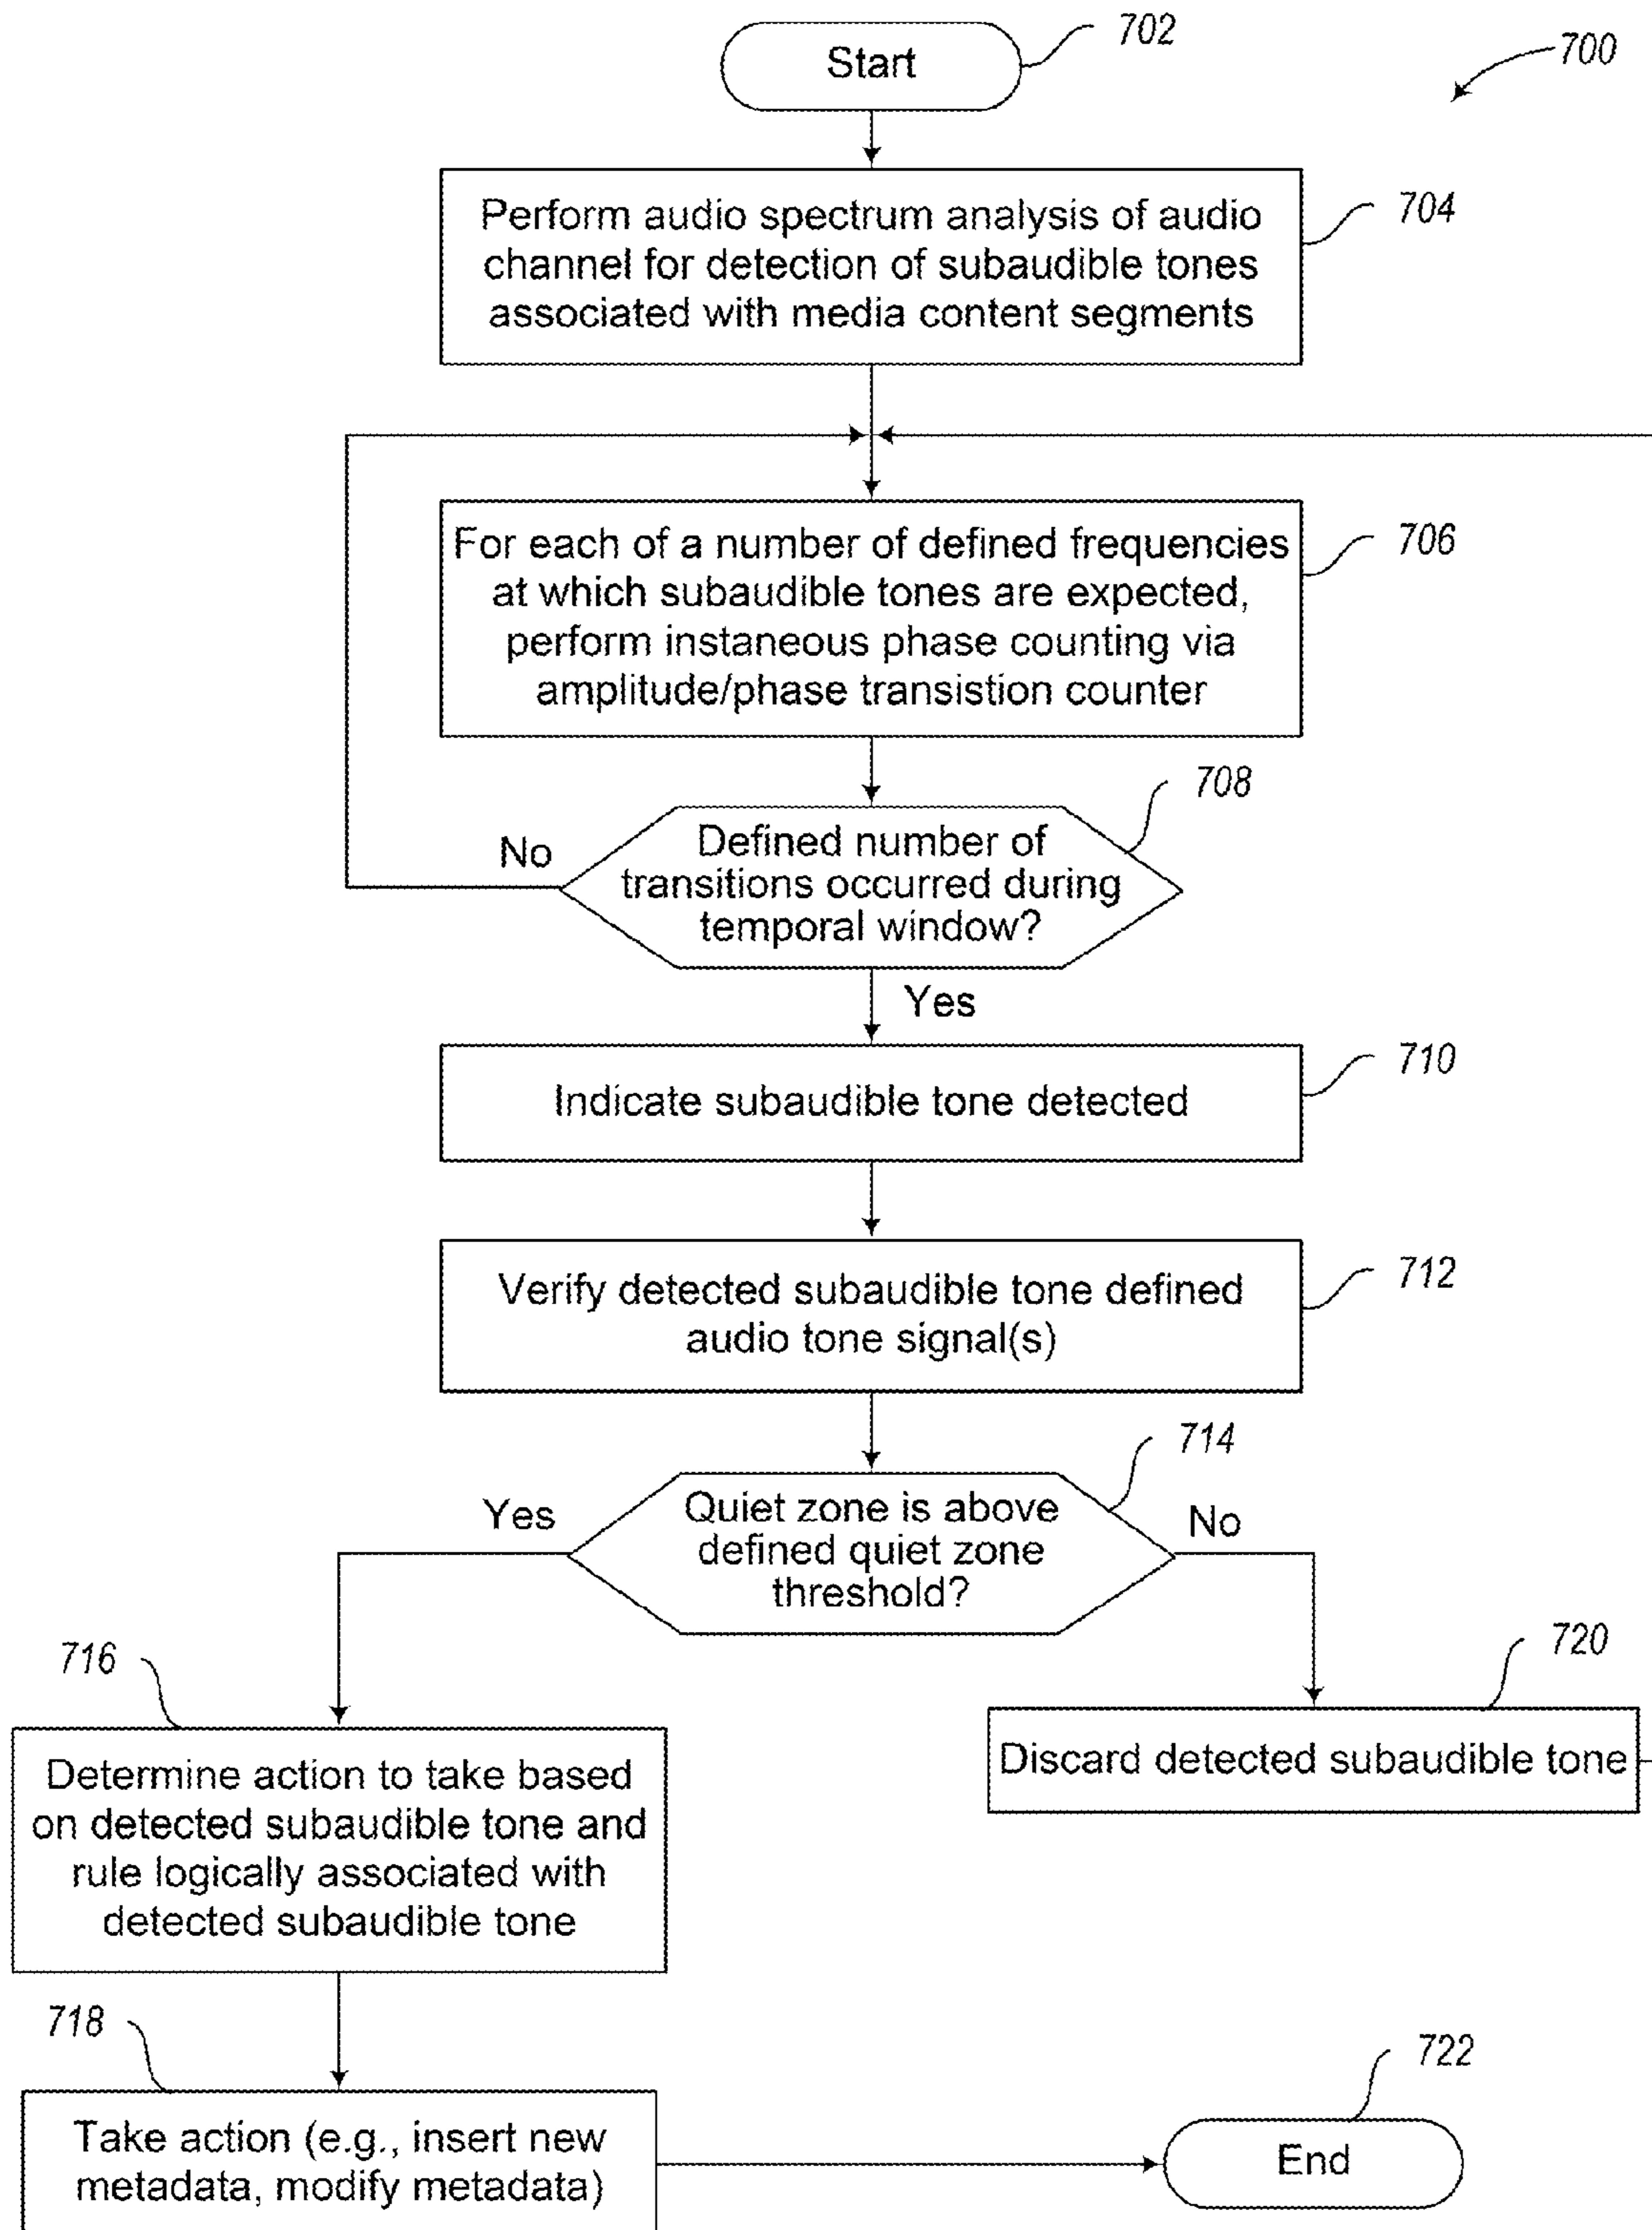 702
Start
700
Perform audio spectrum analysis of audio
channel for detection of subaudible tones
associated with media content segments
704
For each of a number of defined frequencies
at which subaudible tones are expected,
perform instaneous phase counting via
amplitude/phase transistion counter
706
708
No
Defined number of
transitions occurred during
temporal window?
Yes
710
Indicate subaudible tone detected
712
Verify detected subaudible tone defined
audio tone signal(s)
714
Yes
Quiet zone is above
defined quiet zone
threshold?
No
716
720
Determine action to take based
on detected subaudible tone and
rule logically associated with
detected subaudible tone
Discard detected subaudible tone
718
722
Take action (e.g., insert new
metadata, modify metadata)
End